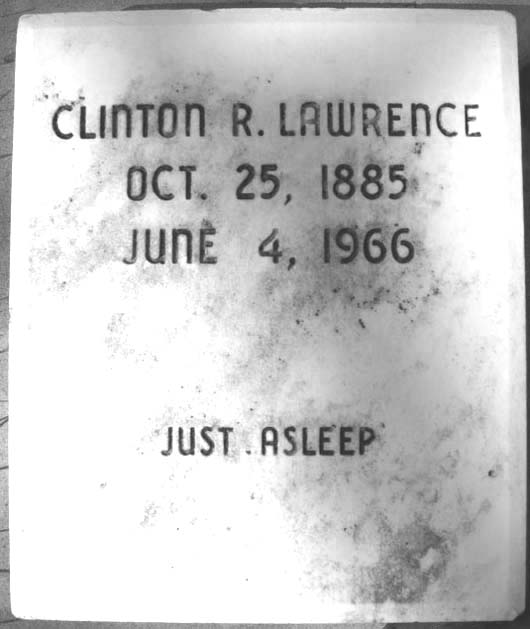 CLINTON R. LAWRENCE
OCT. 25, 1885
JUNE 4, 1966
JUST ASLEEP